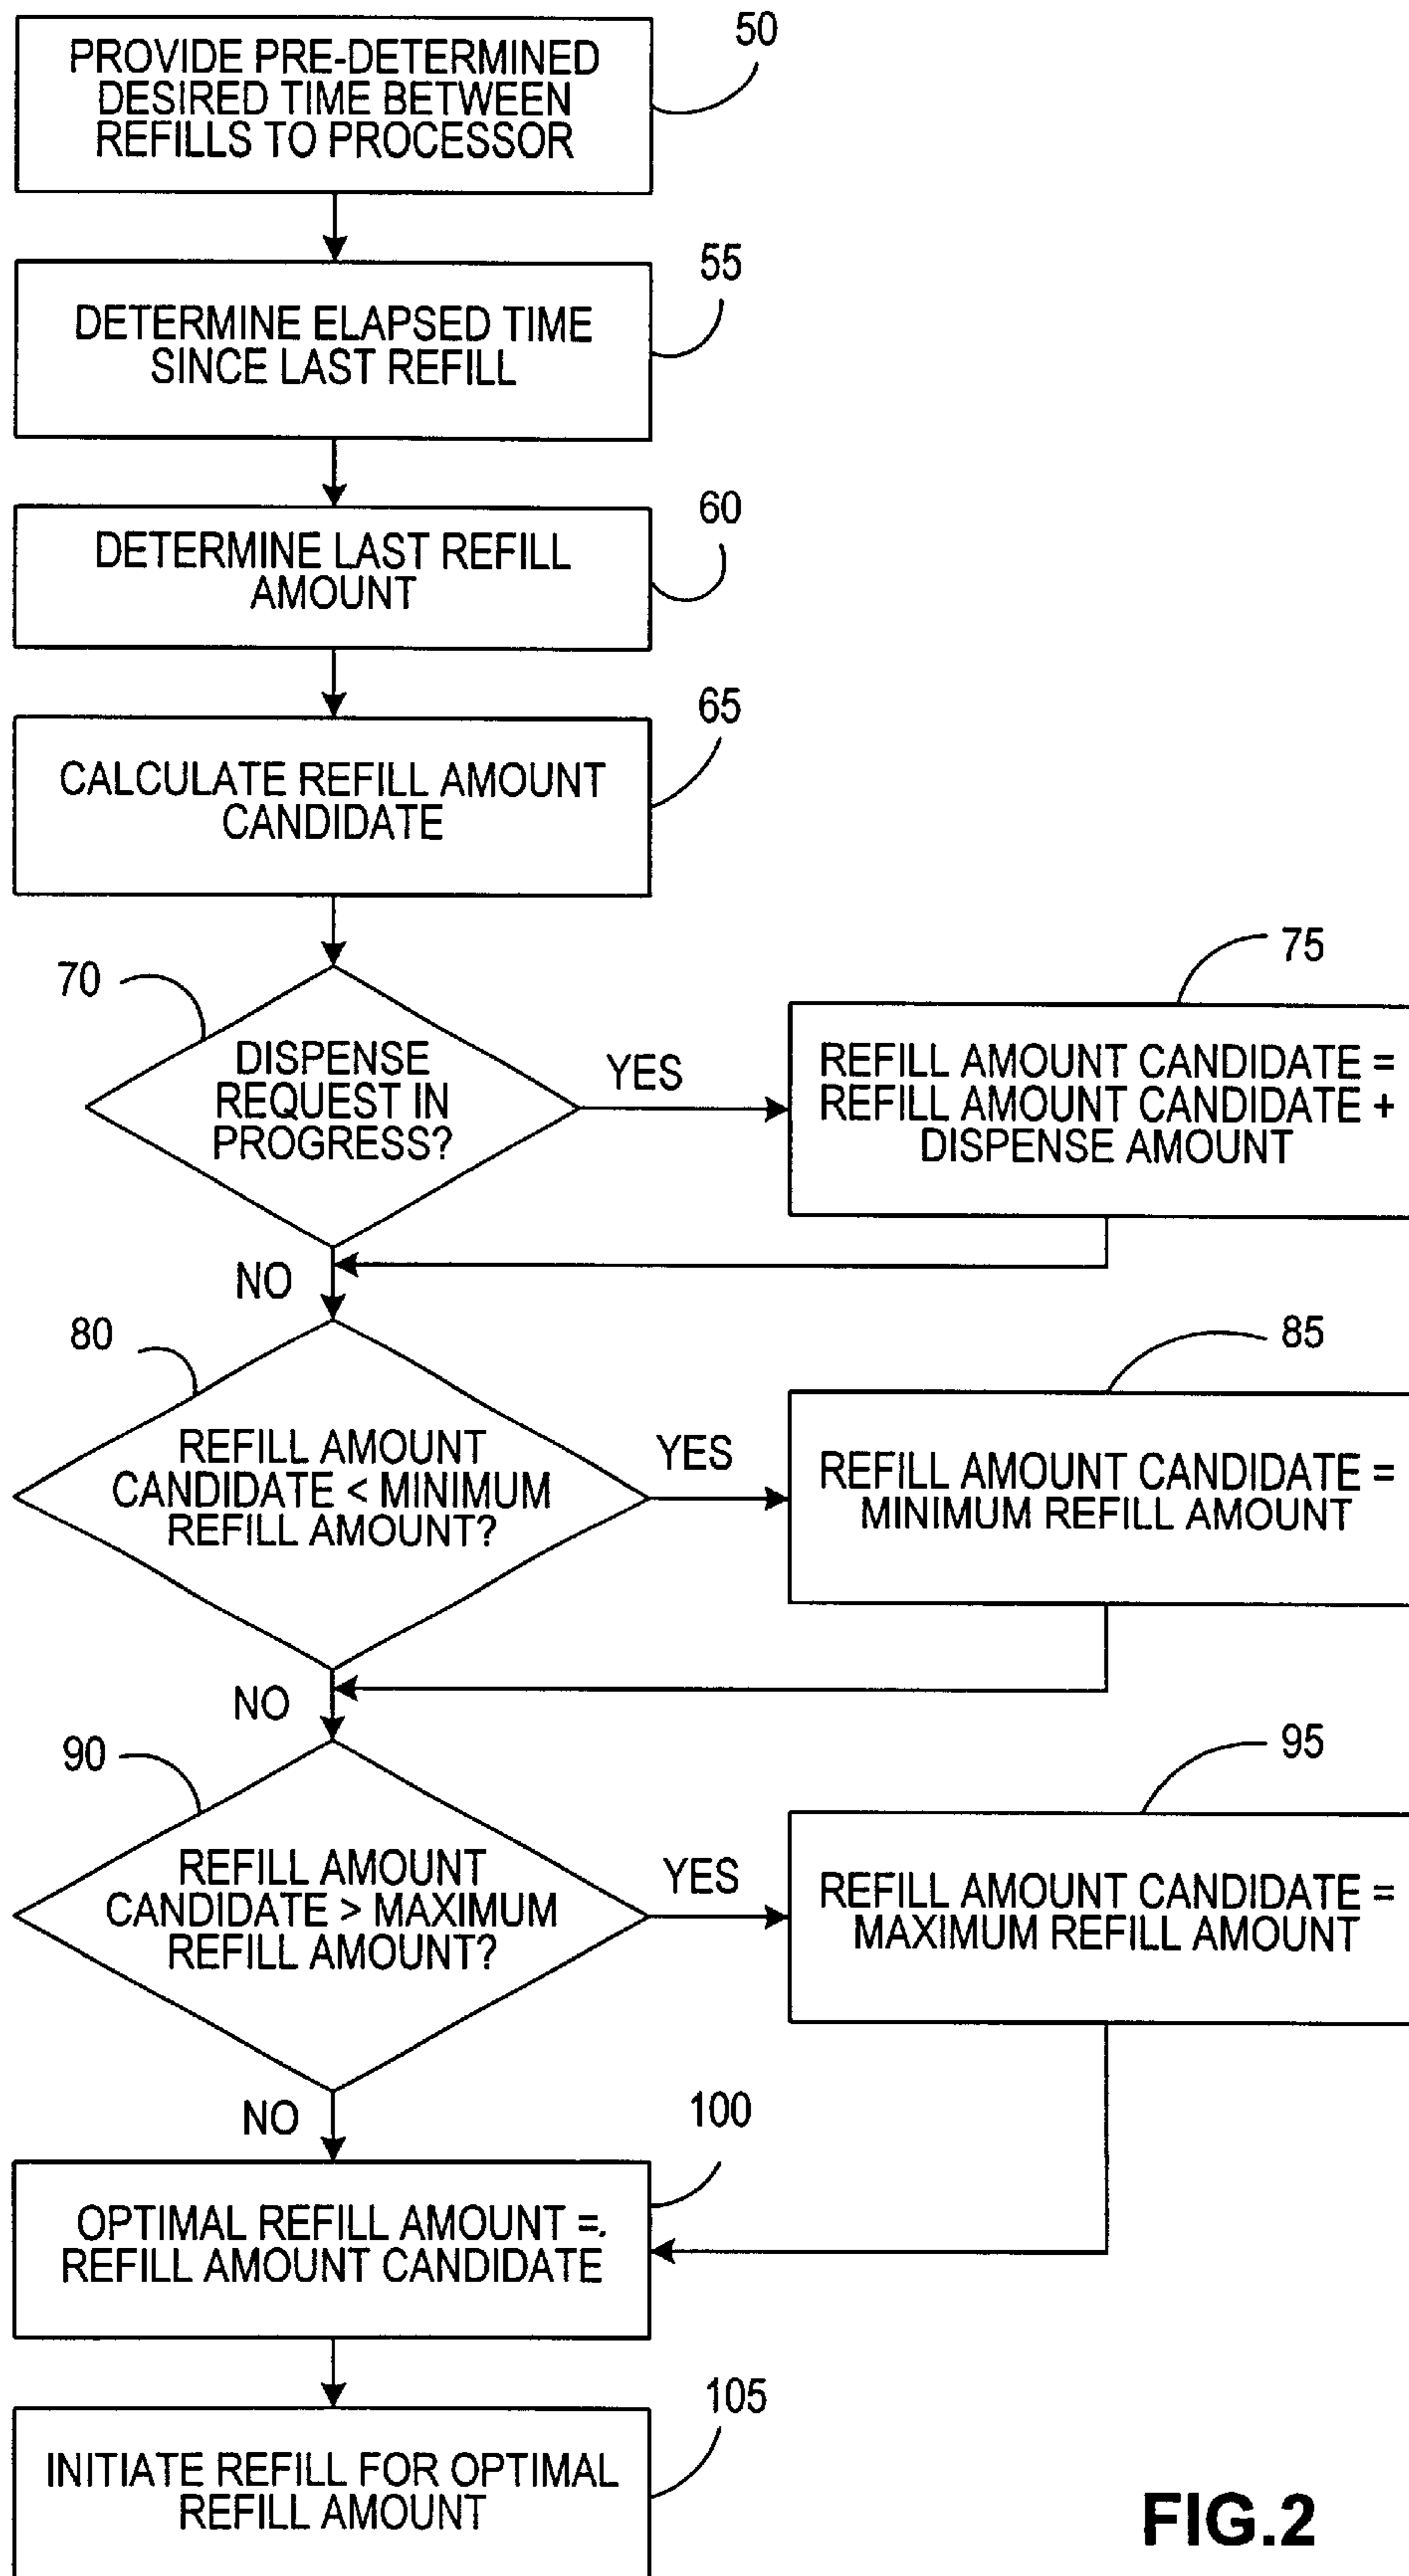 PROVIDE PRE-DETERMINED
DESIRED TIME BETWEEN
REFILLS TO PROCESSOR
50
DETERMINE ELAPSED TIME
SINCE LAST REFILL
55
DETERMINE LAST REFILL
AMOUNT
60
CALCULATE REFILL AMOUNT
CANDIDATE
65
70
DISPENSE
REQUEST IN
PROGRESS?
YES
NO
75
REFILL AMOUNT CANDIDATE =
REFILL AMOUNT CANDIDATE +
DISPENSE AMOUNT
80
REFILL AMOUNT
CANDIDATE < MINIMUM
REFILL AMOUNT?
YES
NO
85
REFILL AMOUNT CANDIDATE =
MINIMUM REFILL AMOUNT
90
REFILL AMOUNT
CANDIDATE > MAXIMUM
REFILL AMOUNT?
YES
NO
95
REFILL AMOUNT CANDIDATE =
MAXIMUM REFILL AMOUNT
100
OPTIMAL REFILL AMOUNT =.
REFILL AMOUNT CANDIDATE
105
INITIATE REFILL FOR OPTIMAL
REFILL AMOUNT
FIG.2